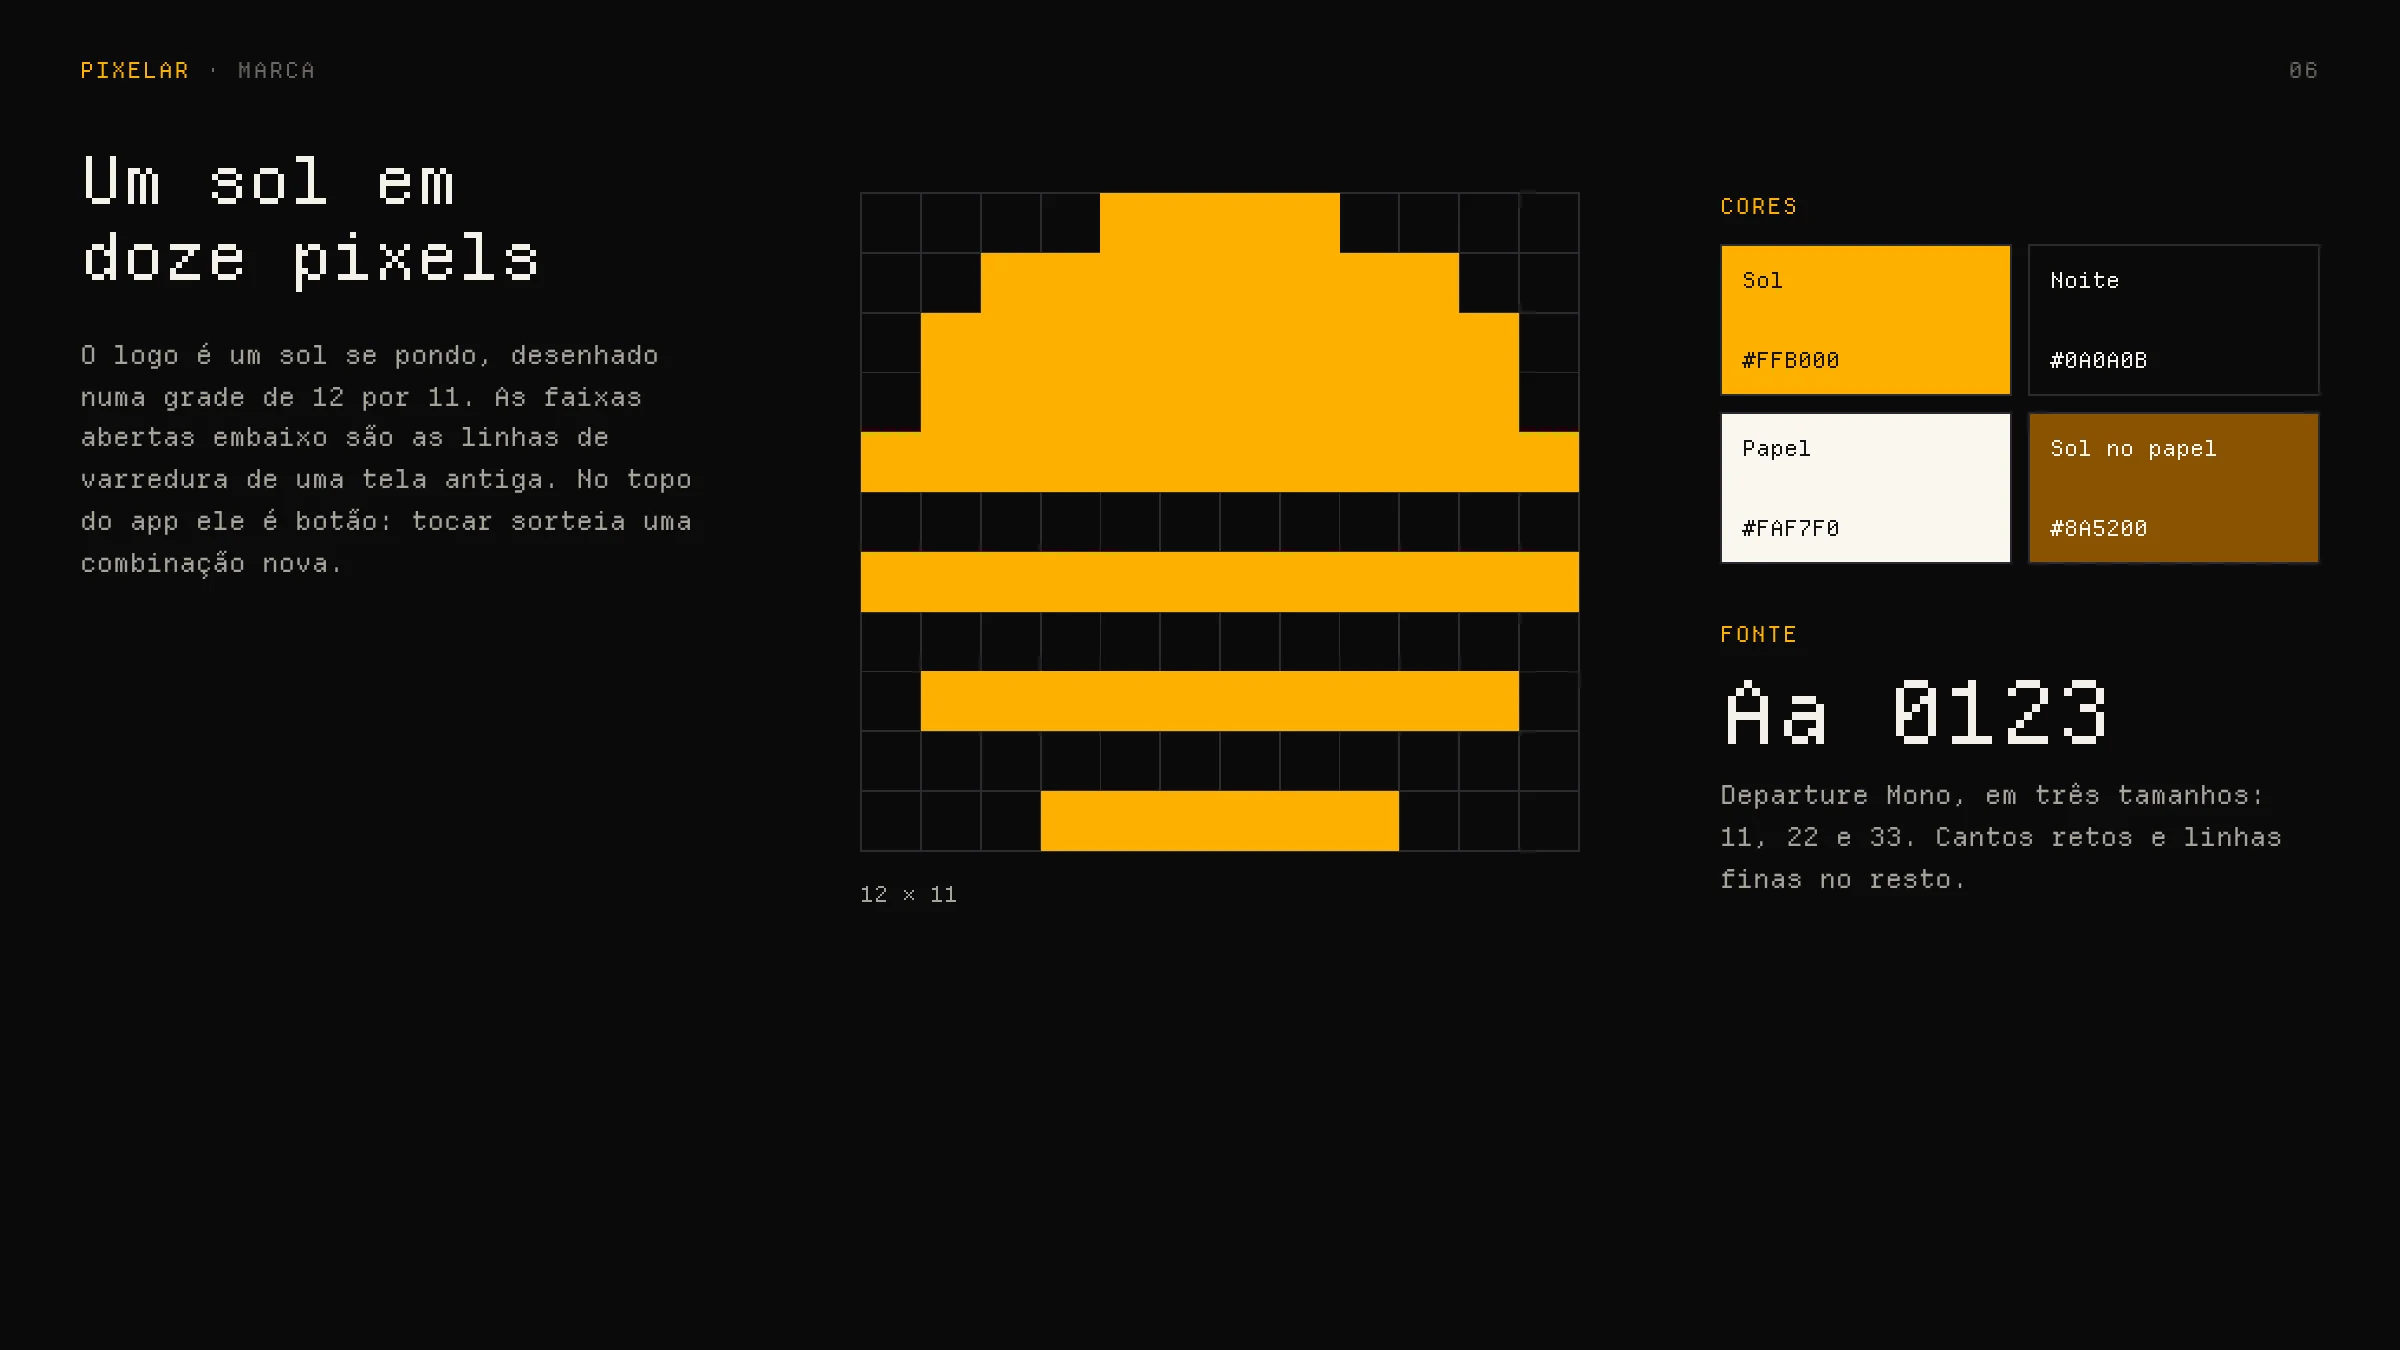 PIXELAR · MARCA
06
Um sol em
doze pixels
O logo é um sol se pondo, desenhado
numa grade de 12 por 11. As faixas
abertas embaixo são as linhas de
varredura de uma tela antiga. No topo
do app ele é botão: tocar sorteia uma
combinação nova.
12 × 11
CORES
Sol
#FFB000
Noite
#0A0A0B
Papel
#FAF7F0
Sol no papel
#8A5200
FONTE
Aa 0123
Departure Mono, em três tamanhos:
11, 22 e 33. Cantos retos e linhas
finas no resto.